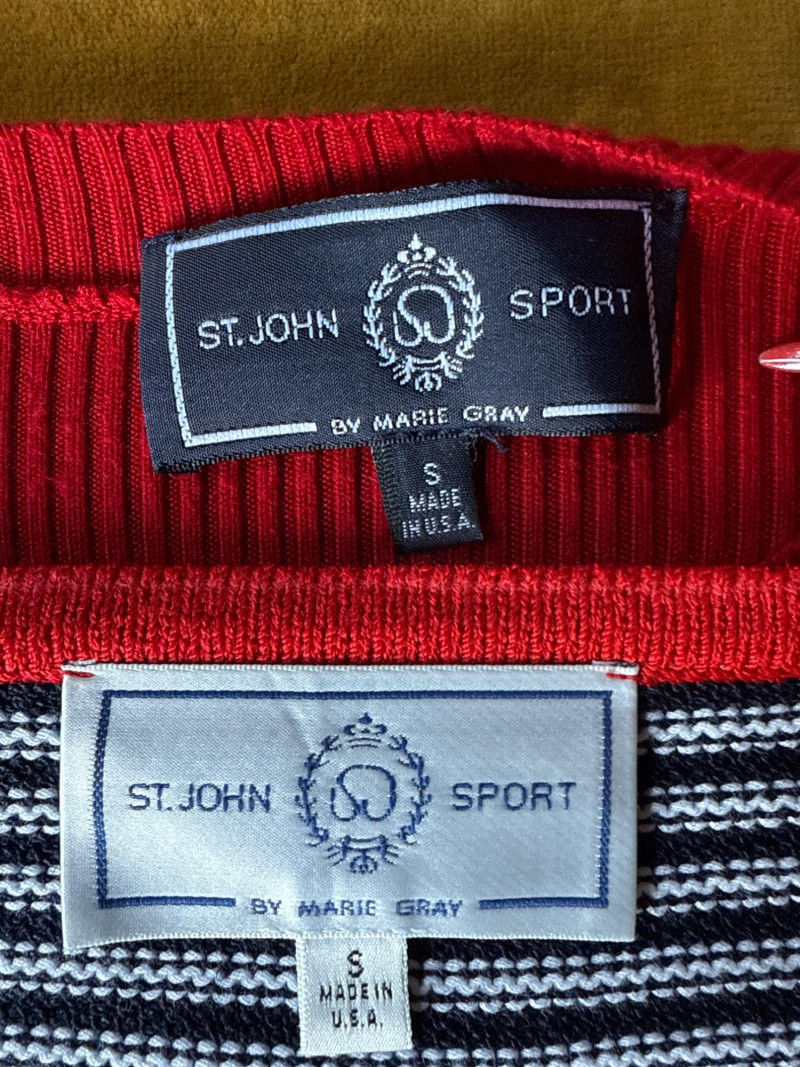 ST. JOHN SPORT
BY MARIE GRAY
S
MADE
IN U.S.A.
ST. JOHN SPORT
BY MARIE GRAY
S
MADE IN
U.S.A.